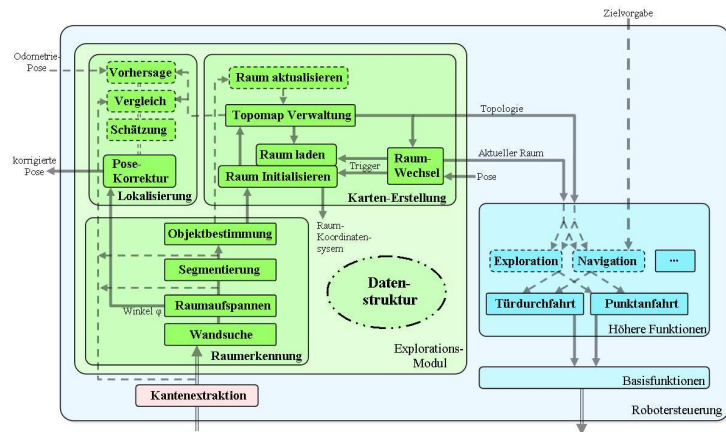 Zielvorgabe
Odometrie-
Pose
Vorhersage
Vergleich
Schätzung
korrigierte
Pose
Pose-
Korrektur
Lokalisierung
Raum aktualisieren
Topomap Verwaltung
Raum laden
Raum Initialisieren
Trigger
Raum-
Wechsel
Karten-Erstellung
Topologie
Aktueller Raum
Pose
Raum-
Koordinaten-
sysem
Objektbestimmung
Segmentierung
Raumaufspannen
Winkel φ
Wandsuche
Raumerkennung
Daten-
struktur
Explorations-
Modul
Exploration
Navigation
...
Türdurchfahrt
Punktanfahrt
Höhere Funktionen
Basisfunktionen
Kantenextraktion
Robotersteuerung